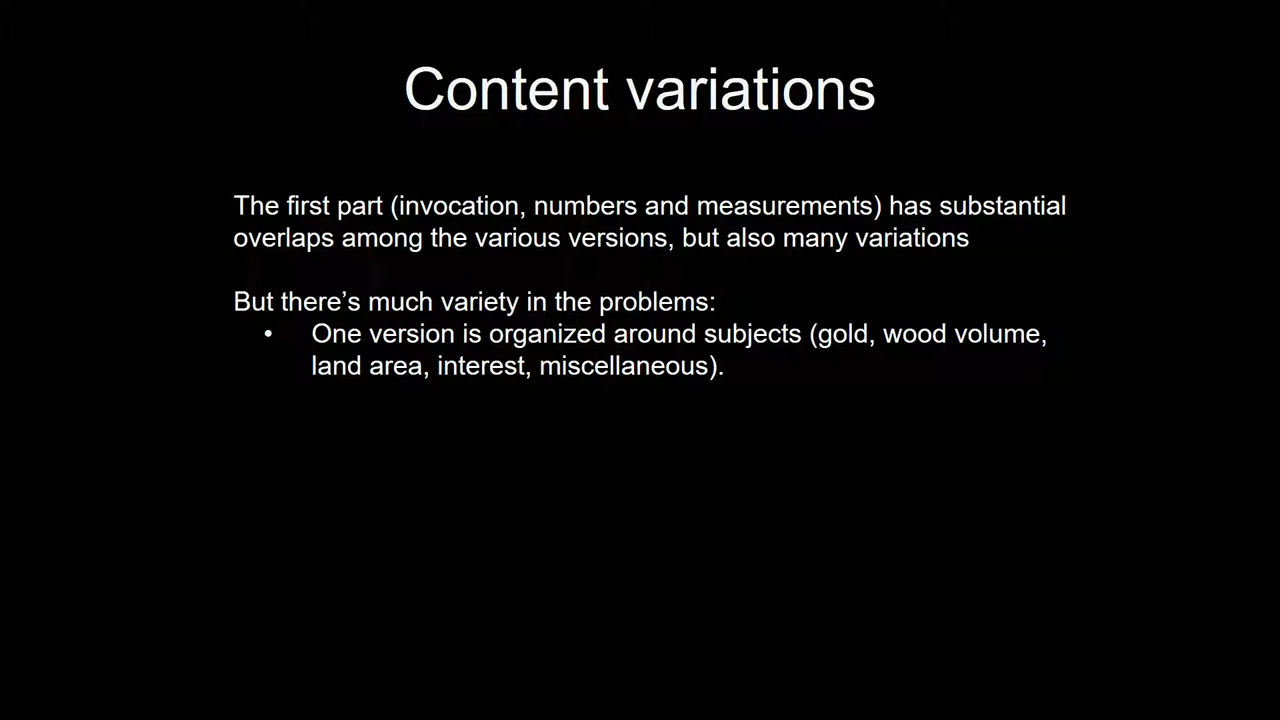 Content variations
The first part (invocation, numbers and measurements) has substantial
overlaps among the various versions, but also many variations
But there’s much variety in the problems:
• One version is organized around subjects (gold, wood volume,
land area, interest, miscellaneous).